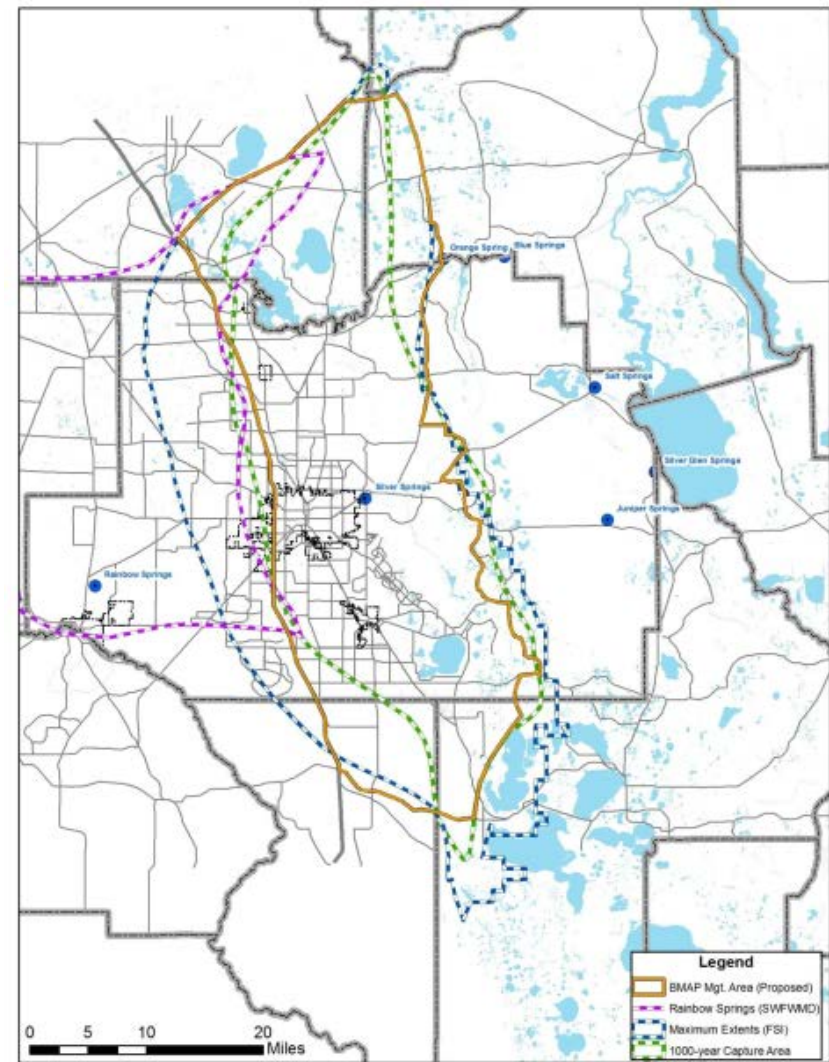 Orange Spring
Blue Springs
Salt Springs
Silver Glen Springs
Silver Springs
Juniper Springs
Rainbow Springs
Legend
BMAP Mgt. Area (Proposed)
Rainbow Springs (SWFWMD)
Maximum Extents (FSI)
1000-year Capture Area
0 5 10 20
Miles